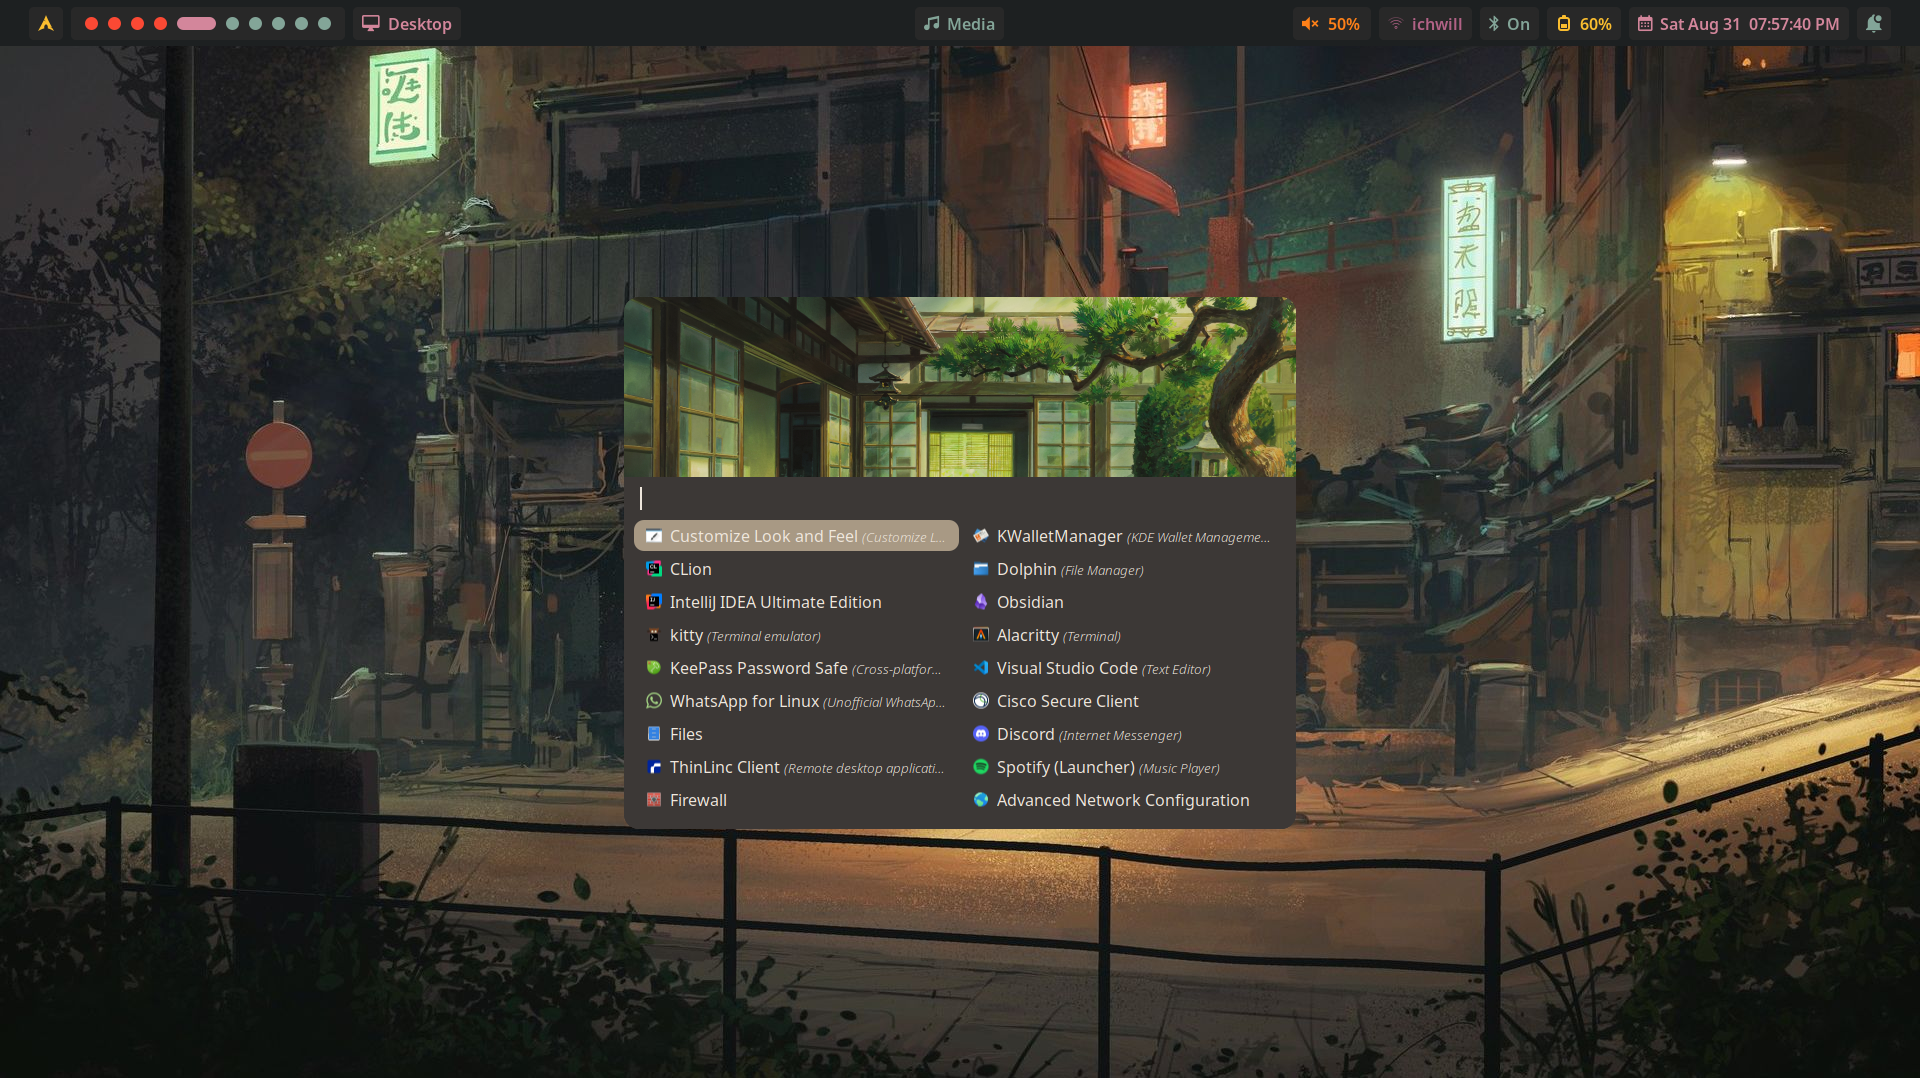 Desktop
Media
50%
ichwill
On
60%
Sat Aug 31 07:57:40 PM
Customize Look and Feel (Customize L...
KWalletManager (KDE Wallet Manageme...
CLion
Dolphin (File Manager)
IntelliJ IDEA Ultimate Edition
Obsidian
kitty (Terminal emulator)
Alacritty (Terminal)
KeePass Password Safe (Cross-platfor...
Visual Studio Code (Text Editor)
WhatsApp for Linux (Unofficial WhatsAp...
Cisco Secure Client
Files
Discord (Internet Messenger)
ThinLinc Client (Remote desktop applicati...
Spotify (Launcher) (Music Player)
Firewall
Advanced Network Configuration